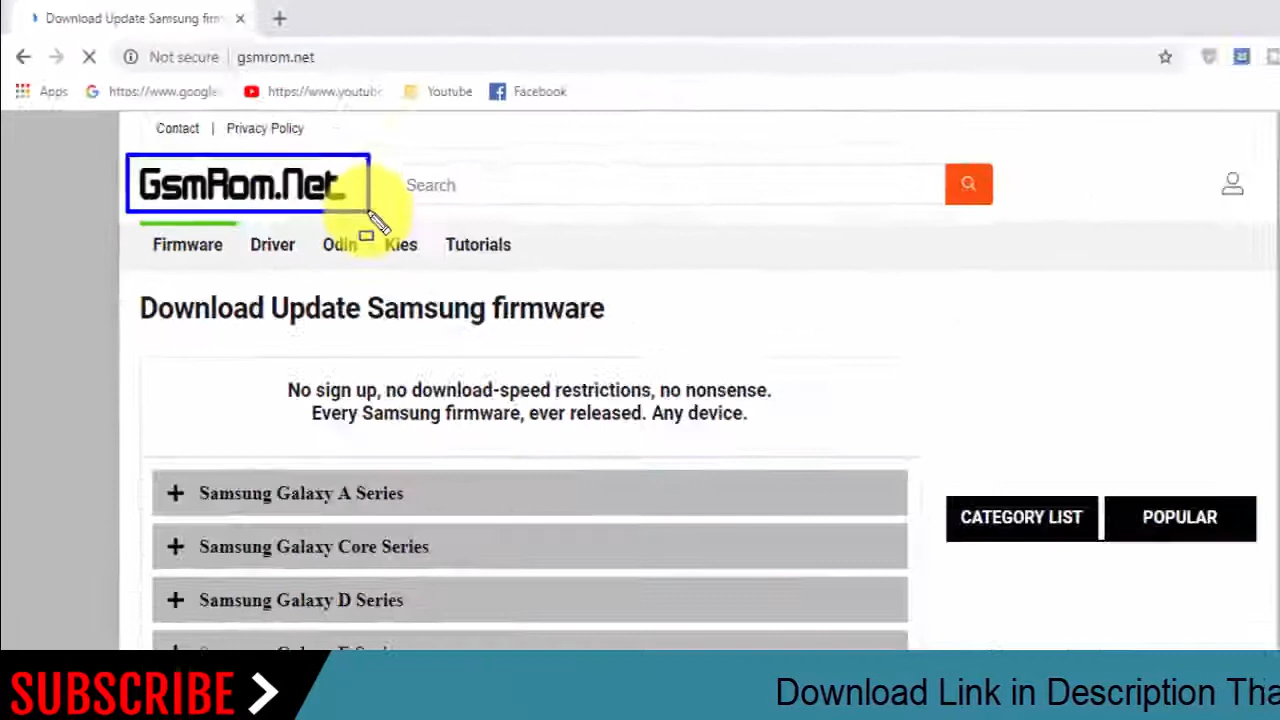 Download Update Samsung firm
Not secure | gsmrom.net
Apps https://www.google https://www.youtube Youtube Facebook
Contact | Privacy Policy
GsmRom.Net
Search
Firmware Driver Odin Kies Tutorials
Download Update Samsung firmware
No sign up, no download-speed restrictions, no nonsense.
Every Samsung firmware, ever released. Any device.
Samsung Galaxy A Series
CATEGORY LIST POPULAR
Samsung Galaxy Core Series
Samsung Galaxy D Series
SUBSCRIBE
Download Link in Description Tha